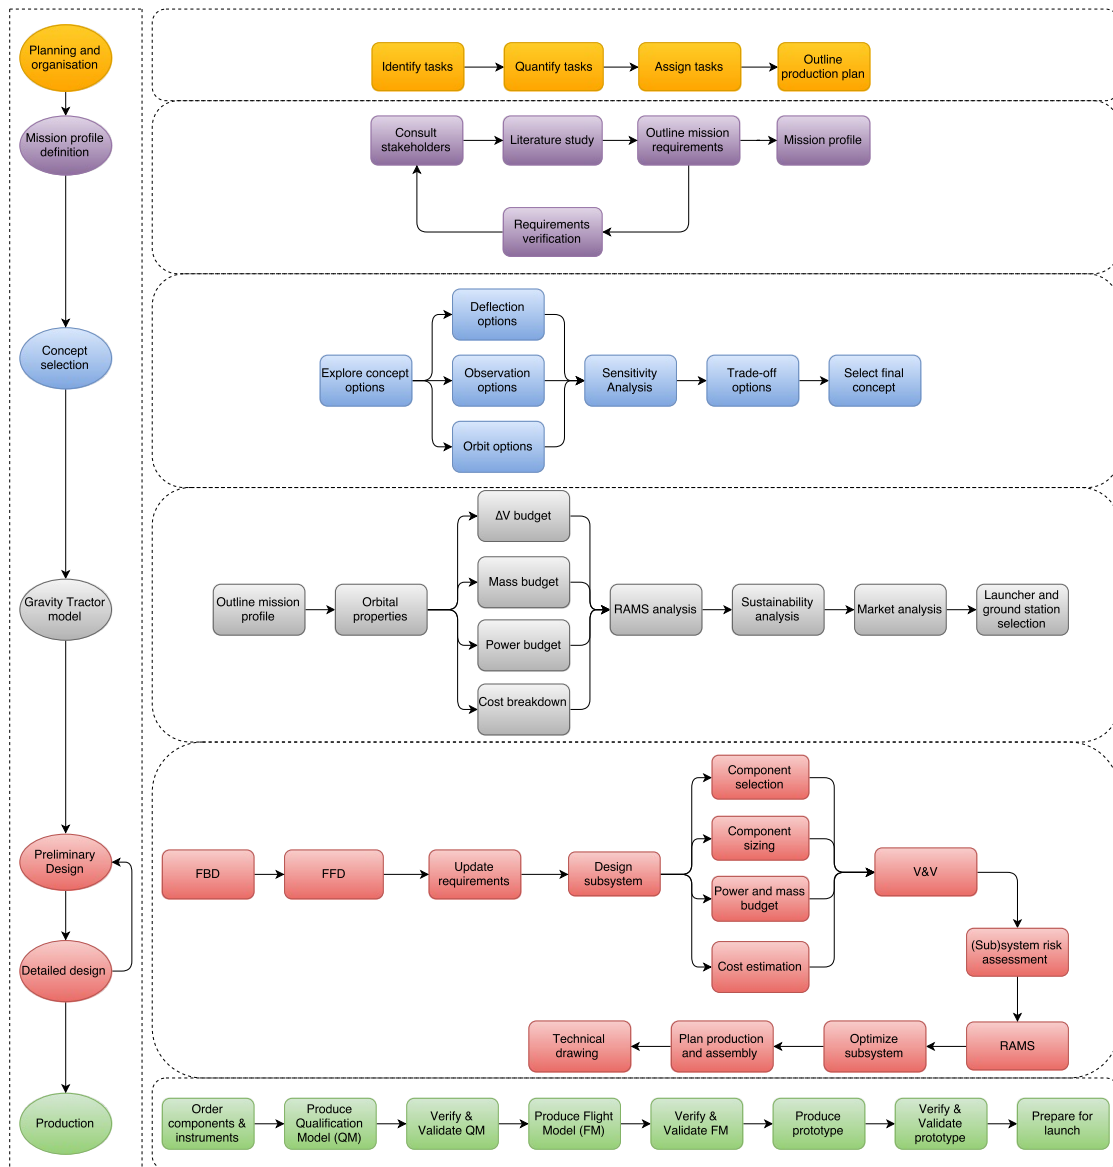 Planning and
organisation
Identify tasks
Quantify tasks
Assign tasks
Outline
production plan
Mission profile
definition
Consult
stakeholders
Literature study
Outline mission
requirements
Mission profile
Requirements
verification
Concept
selection
Explore concept
options
Deflection
options
Observation
options
Orbit options
Sensitivity
Analysis
Trade-off
options
Select final
concept
Gravity Tractor
model
Outline mission
profile
Orbital
properties
ΔV budget
Mass budget
Power budget
Cost breakdown
RAMS analysis
Sustainability
analysis
Market analysis
Launcher and
ground station
selection
Preliminary
Design
Detailed design
FBD
FFD
Update
requirements
Design
subsystem
Component
selection
Component
sizing
Power and mass
budget
Cost estimation
V&V
(Sub)system risk
assessment
RAMS
Optimize
subsystem
Plan production
and assembly
Technical
drawing
Production
Order
components &
instruments
Produce
Qualification
Model (QM)
Verify &
Validate QM
Produce Flight
Model (FM)
Verify &
Validate FM
Produce
prototype
Verify &
Validate
prototype
Prepare for
launch